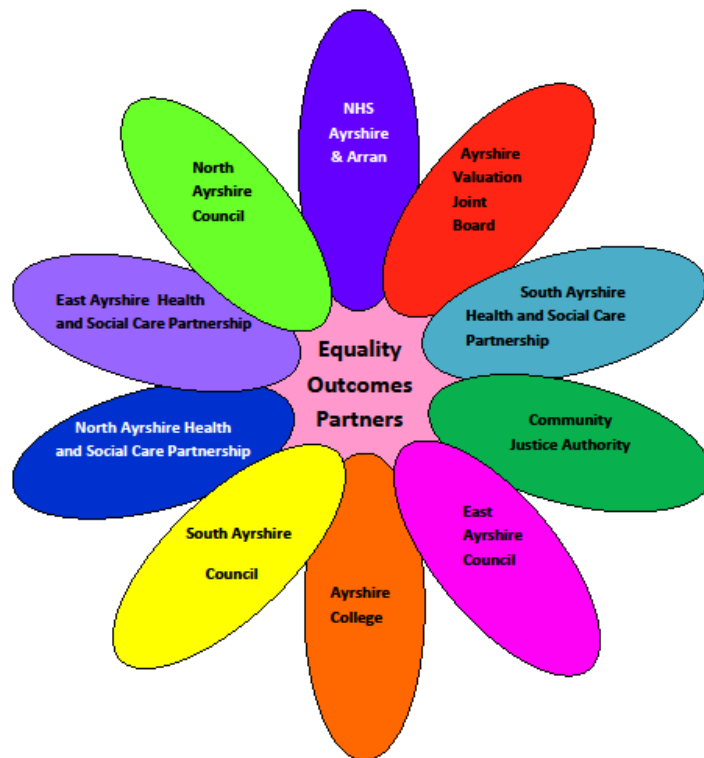 NHS
Ayrshire
& Arran
Ayrshire
Valuation
Joint
Board
South Ayrshire
Health and Social Care
Partnership
Community
Justice Authority
East
Ayrshire
Council
Ayrshire
College
South Ayrshire
Council
North Ayrshire Health
and Social Care Partnership
East Ayrshire Health
and Social Care Partnership
North
Ayrshire
Council
Equality
Outcomes
Partners